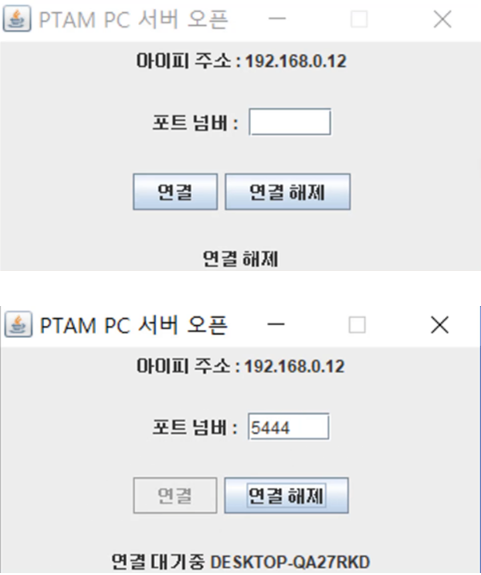 PTAM PC 서버 오픈
아이피 주소 : 192.168.0.12
포트 넘버 :
연결 연결 해제
연결 해제
PTAM PC 서버 오픈
아이피 주소 : 192.168.0.12
포트 넘버 : 5444
연결 연결 해제
연결 대기중 DESKTOP-QA27RKD